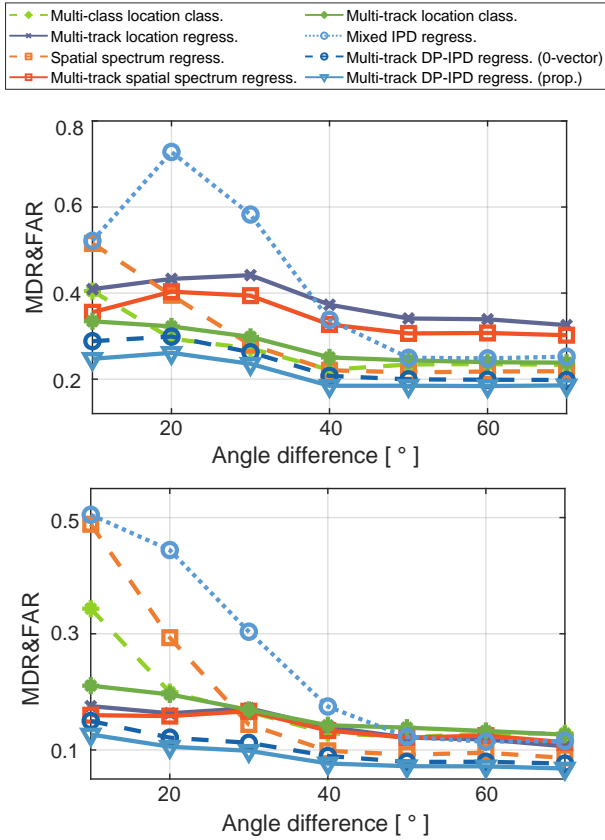 Multi-class location class.
Multi-track location class.
Multi-track location regress.
Mixed IPD regress.
Spatial spectrum regress.
Multi-track DP-IPD regress. (0-vector)
Multi-track spatial spectrum regress.
Multi-track DP-IPD regress. (prop.)
0.8
0.6
0.4
0.2
MDR&FAR
20
40
60
Angle difference [ ° ]
0.5
0.3
0.1
MDR&FAR
20
40
60
Angle difference [ ° ]